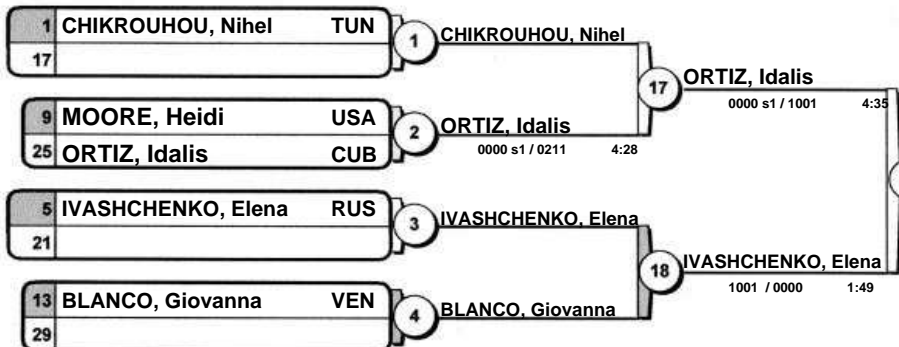 1 CHIKROUHOU, Nihel TUN
17
1
CHIKROUHOU, Nihel
9 MOORE, Heidi USA
25 ORTIZ, Idalis CUB
2
ORTIZ, Idalis
0000 s1 / 0211 4:28
17
ORTIZ, Idalis
0000 s1 / 1001 4:35
5 IVASHCHENKO, Elena RUS
21
3
IVASHCHENKO, Elena
13 BLANCO, Giovanna VEN
29
4
BLANCO, Giovanna
18
IVASHCHENKO, Elena
1001 / 0000 1:49